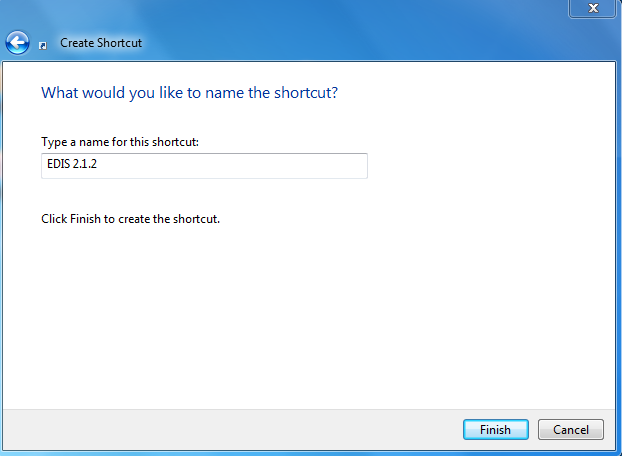 Create Shortcut
What would you like to name the shortcut?
Type a name for this shortcut:
EDIS 2.1.2
Click Finish to create the shortcut.
Finish Cancel